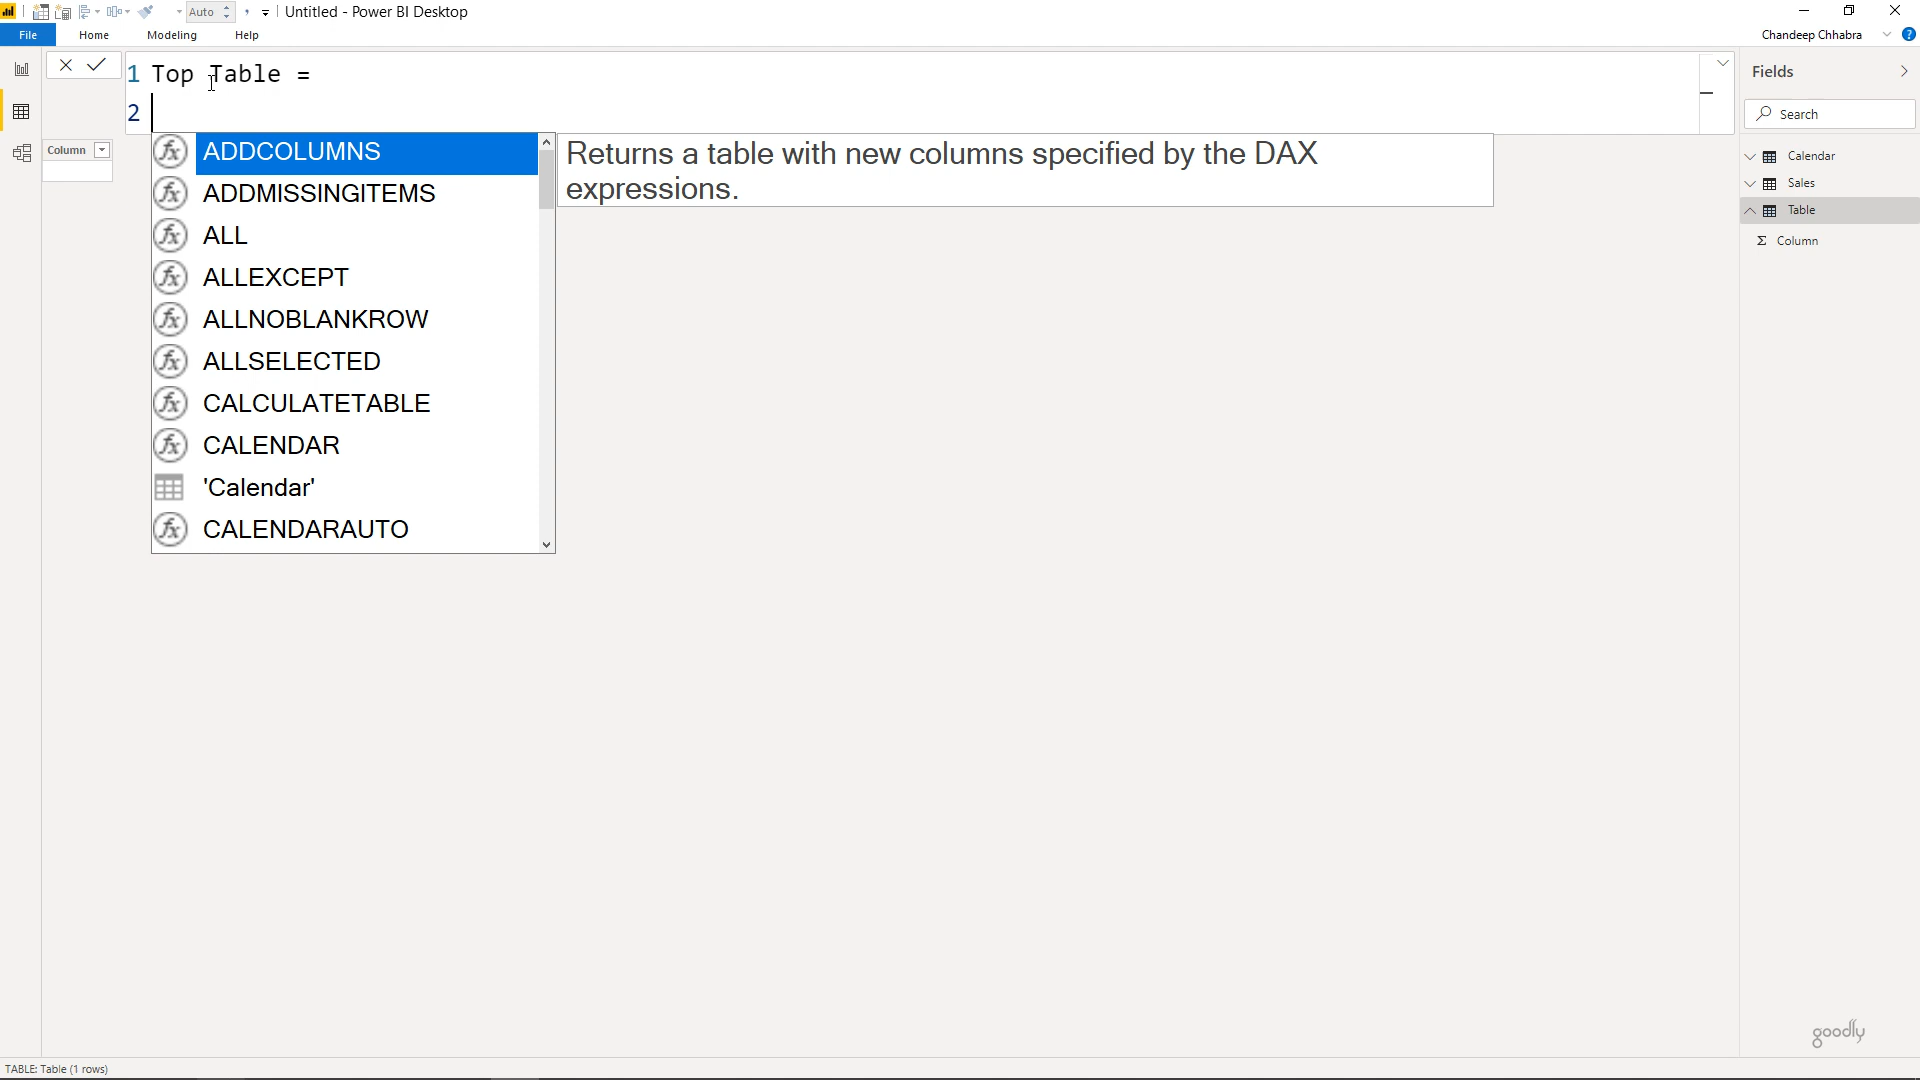 Auto
Untitled - Power BI Desktop
File
Home
Modeling
Help
Chandeep Chhabra
?
1 Top Table =
2
Column
ADDCOLUMNS
ADDMISSINGITEMS
ALL
ALLEXCEPT
ALLNOBLANKROW
ALLSELECTED
CALCULATETABLE
CALENDAR
'Calendar'
CALENDARAUTO
Returns a table with new columns specified by the DAX
expressions.
Fields
Search
Calendar
Sales
Table
Σ Column
goodly
TABLE: Table (1 rows)